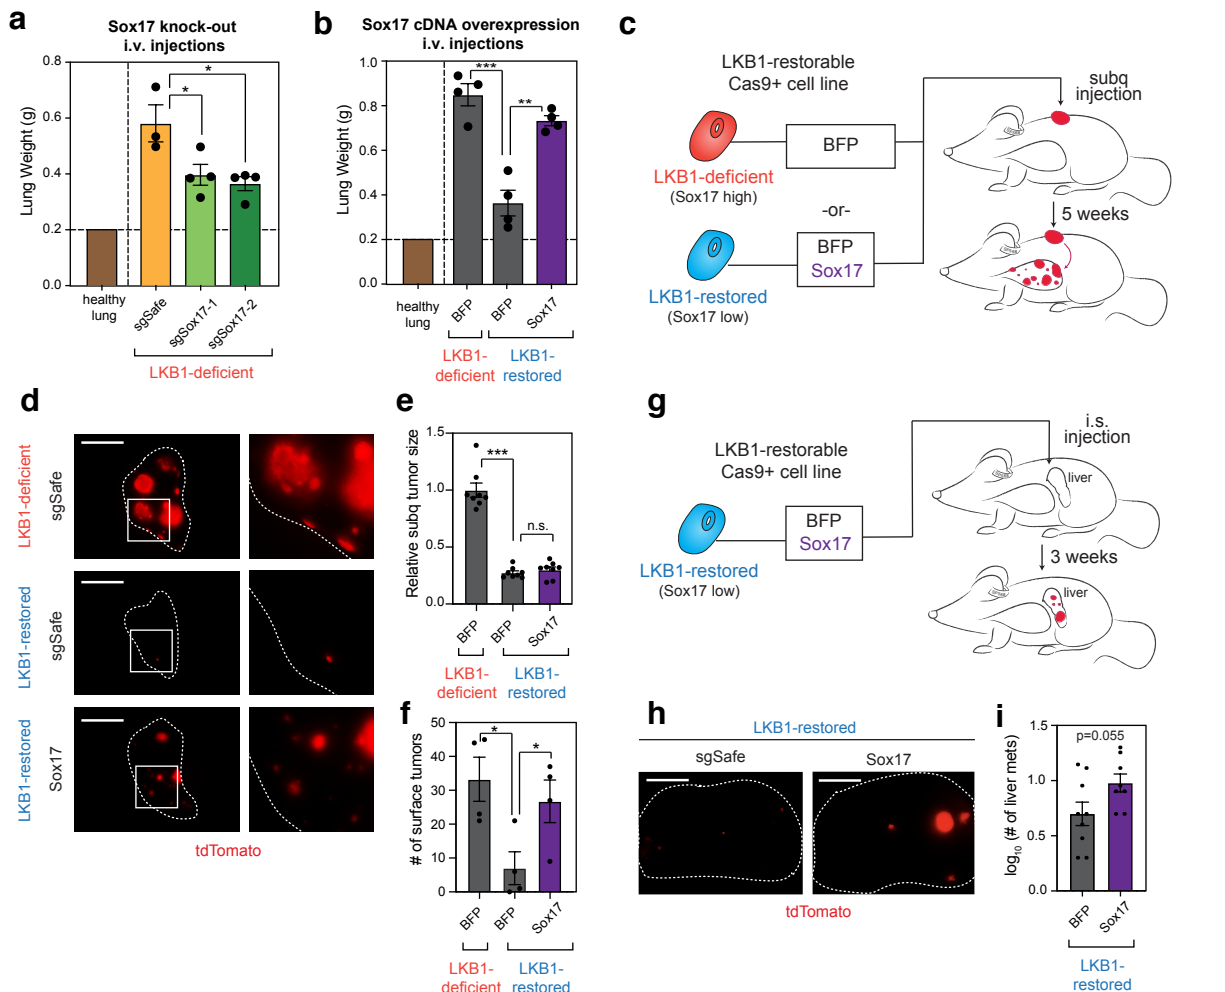 a
Sox17 knock-out
i.v. injections
Lung Weight (g)
0.8
0.6
0.4
0.2
0.0
*
*
healthy
lung
sgSafe
sgSox17-1
sgSox17-2
LKB1-deficient
b
Sox17 cDNA overexpression
i.v. injections
Lung Weight (g)
1.0
0.8
0.6
0.4
0.2
0.0
***
**
healthy
lung
BFP
BFP
Sox17
LKB1-
deficient
LKB1-
restored
c
LKB1-restorable
Cas9+ cell line
subq
injection
BFP
LKB1-deficient
(Sox17 high)
-or-
5 weeks
BFP
Sox17
LKB1-restored
(Sox17 low)
d
LKB1-deficient
sgSafe
LKB1-restored
sgSafe
LKB1-restored
Sox17
tdTomato
e
Relative subq tumor size
1.5
1.0
0.5
0.0
***
n.s.
BFP
BFP
Sox17
LKB1-
deficient
LKB1-
restored
f
# of surface tumors
50
40
30
20
10
0
*
*
BFP
BFP
Sox17
LKB1-
deficient
LKB1-
restored
g
LKB1-restorable
Cas9+ cell line
i.s.
injection
liver
BFP
Sox17
LKB1-restored
(Sox17 low)
3 weeks
liver
h
LKB1-restored
sgSafe
Sox17
tdTomato
i
log10 (# of liver mets)
1.5
1.0
0.5
0.0
p=0.055
BFP
Sox17
LKB1-
restored